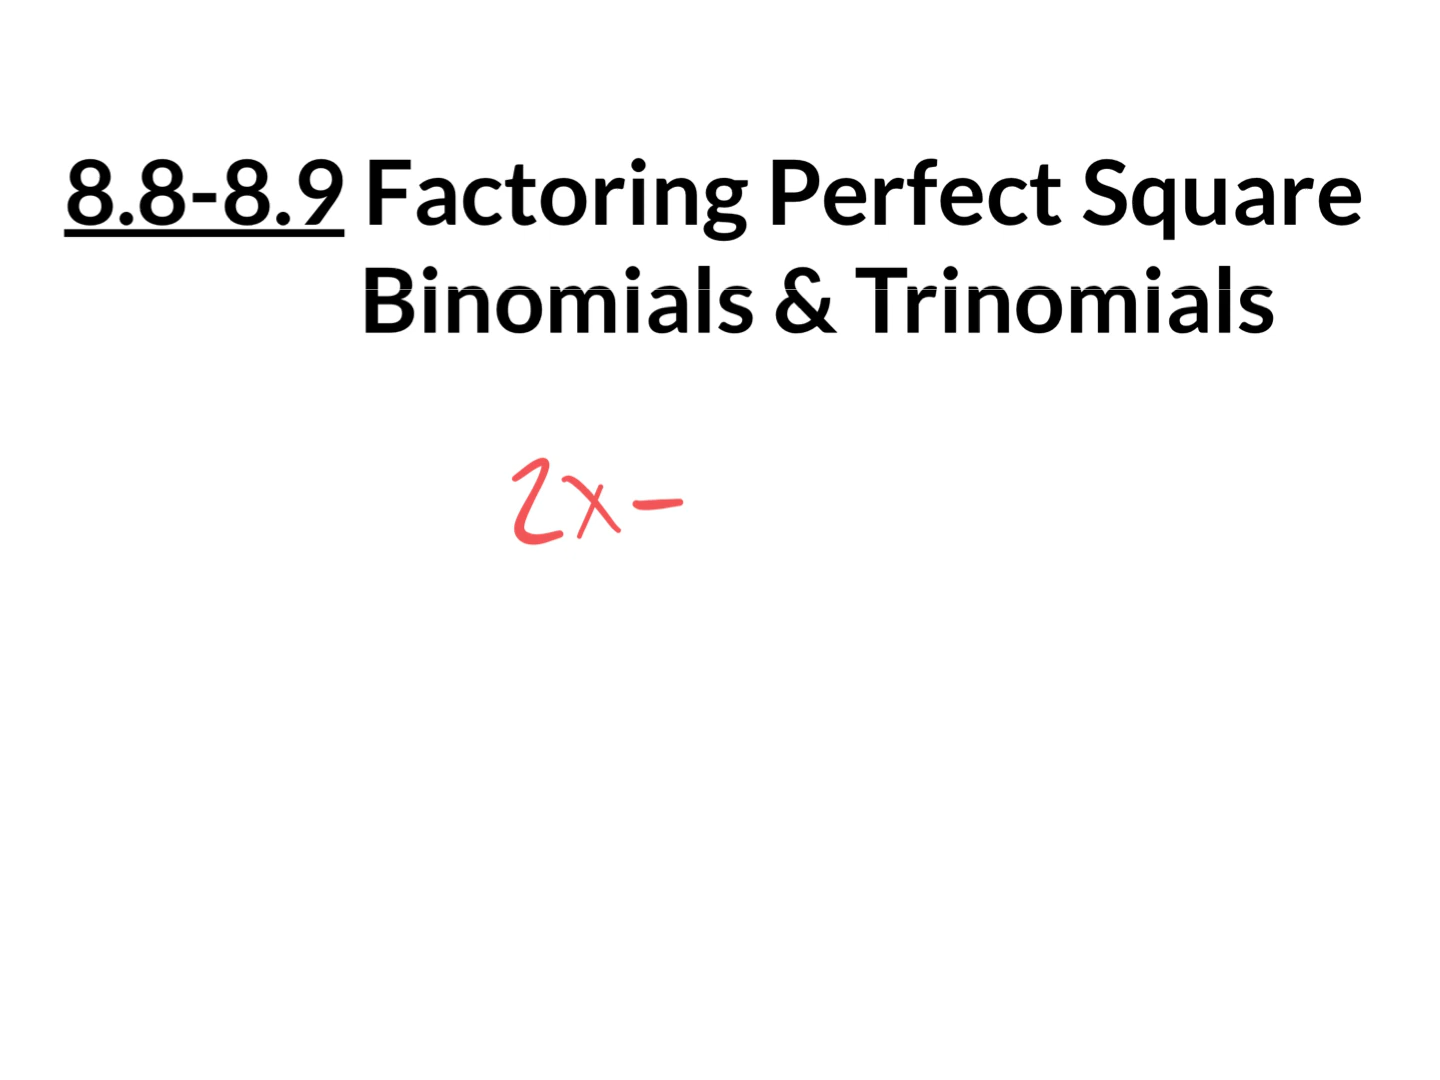 8.8-8.9 Factoring Perfect Square
Binomials & Trinomials
2x-